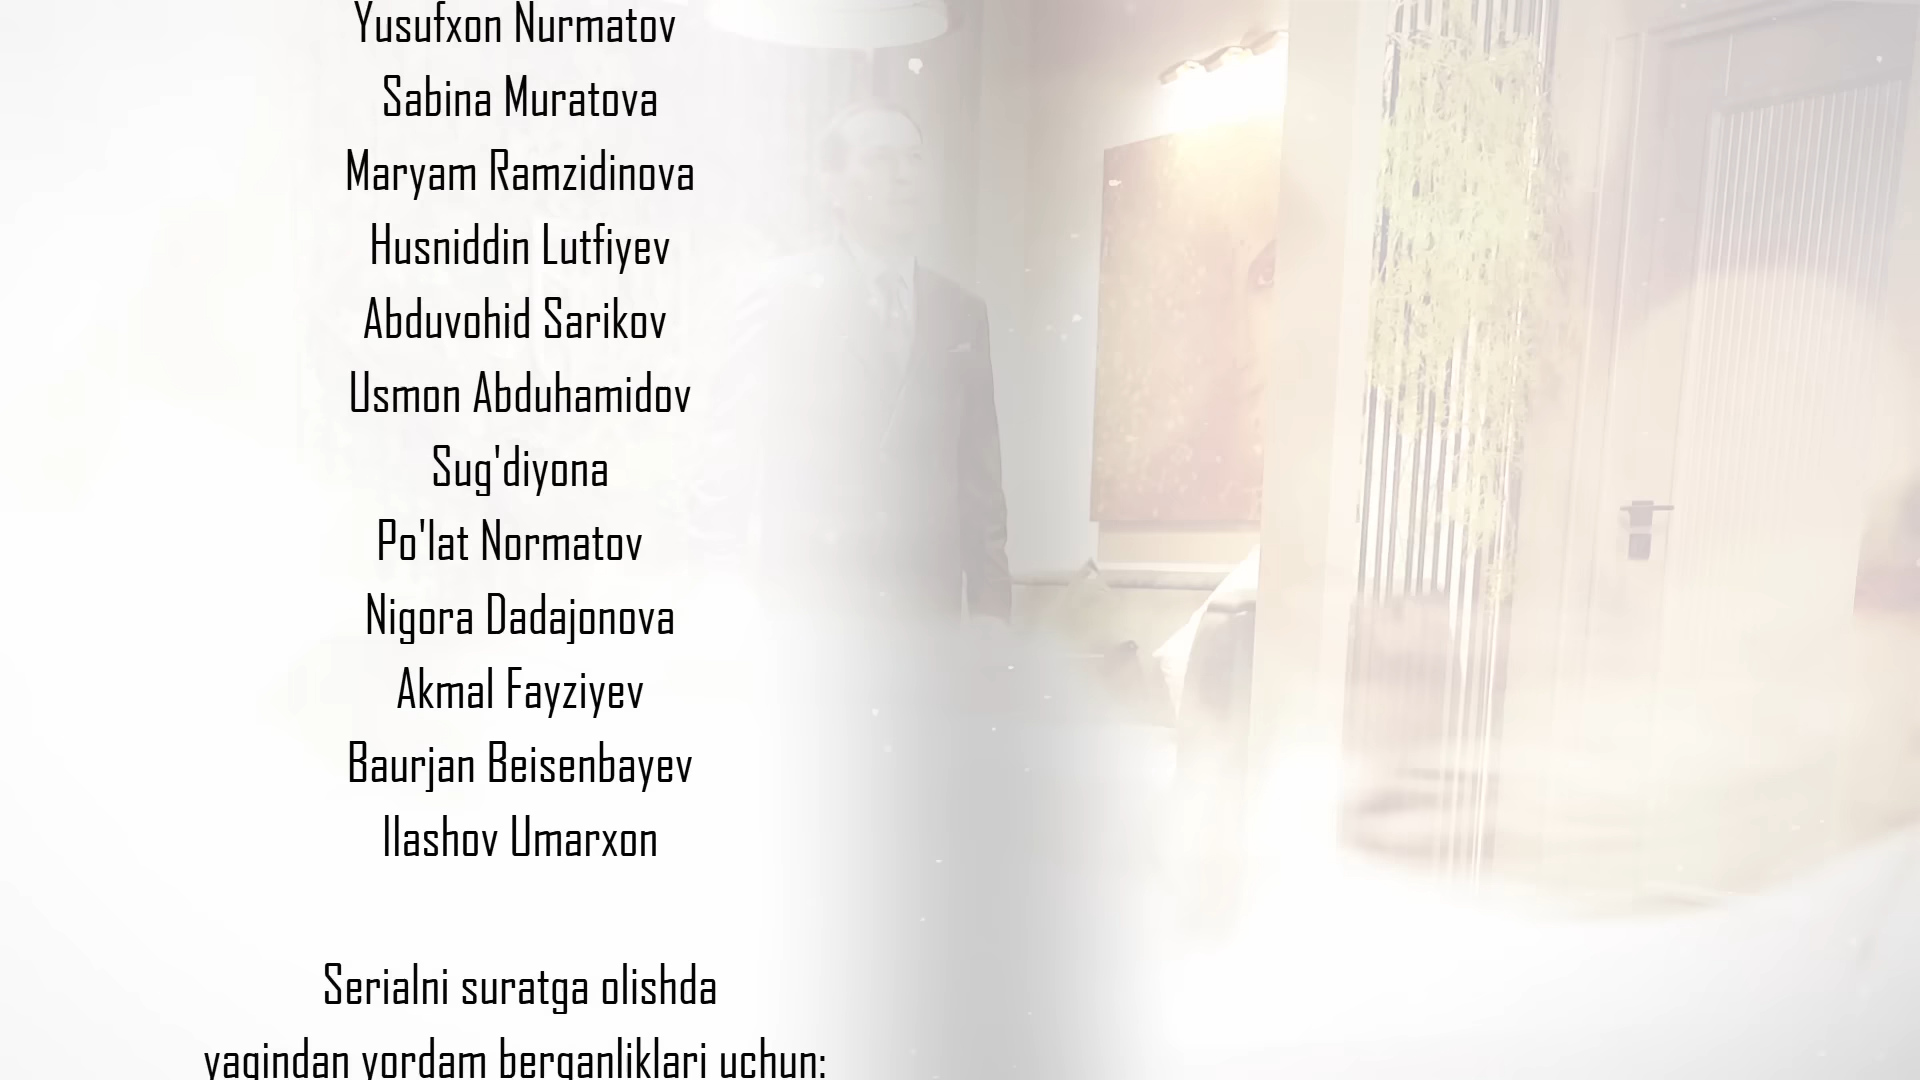 Yusufxon Nurmatov
Sabina Muratova
Maryam Ramzidinova
Husniddin Lutfiyev
Abduvohid Sarikov
Usmon Abduhamidov
Sug'diyona
Po'lat Normatov
Nigora Dadajonova
Akmal Fayziyev
Baurjan Beisenbayev
Ilashov Umarxon
Serialni suratga olishda
yaqindan yordam berganliklari uchun: